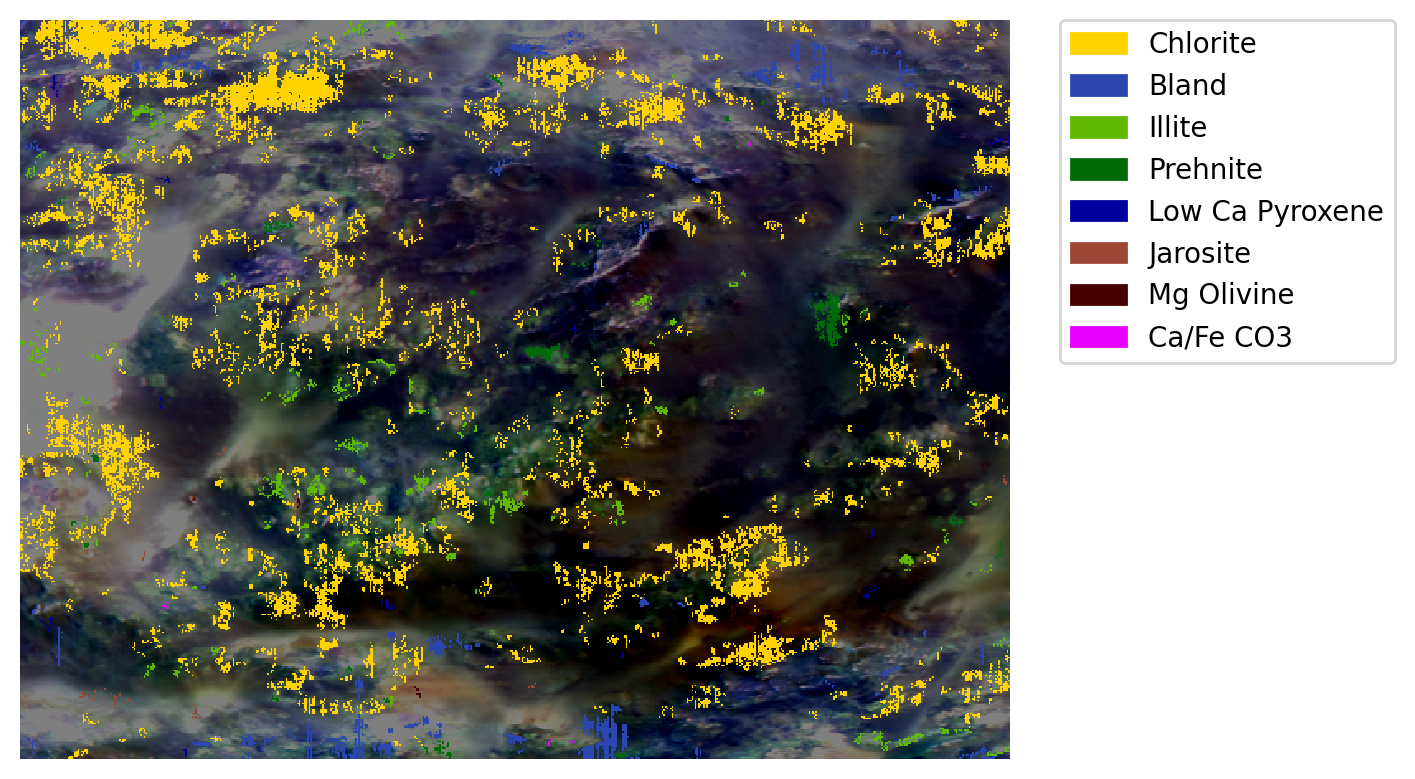 Chlorite
Bland
Illite
Prehnite
Low Ca Pyroxene
Jarosite
Mg Olivine
Ca/Fe CO3